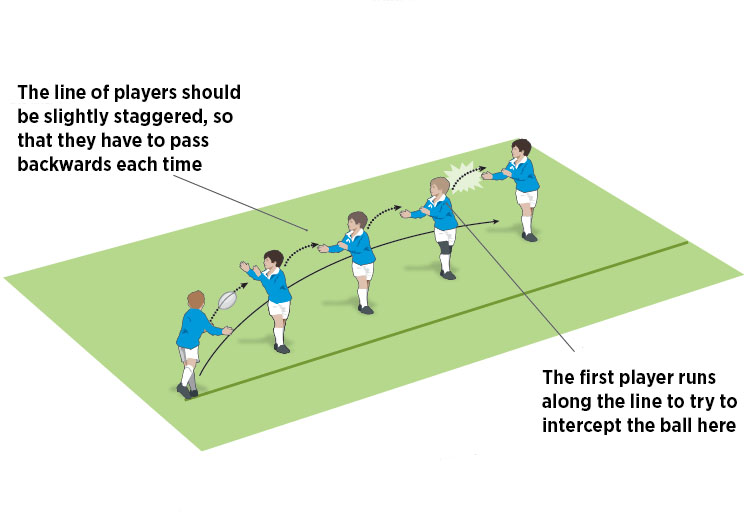 The line of players should
be slightly staggered, so
that they have to pass
backwards each time
The first player runs
along the line to try to
intercept the ball here